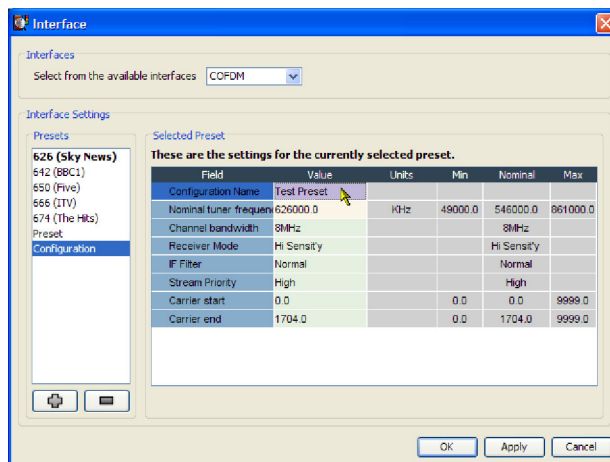 Interface
Interfaces
Select from the available interfaces COFDM
Interface Settings
Presets
626 (Sky News)
642 (BBC1)
650 (Five)
666 (ITV)
674 (The Hits)
Preset
Configuration
Selected Preset
These are the settings for the currently selected preset.
Field Value Units Min Nominal Max
Configuration Name Test Preset
Nominal tuner frequen 626000.0 KHz 49000.0 546000.0 861000.0
Channel bandwidth 8MHz 8MHz
Receiver Mode Hi Sensit'y Hi Sensit'y
IF Filter Normal Normal
Stream Priority High High
Carrier start 0.0 0.0 0.0 9999.0
Carrier end 1704.0 0.0 1704.0 9999.0
OK Apply Cancel